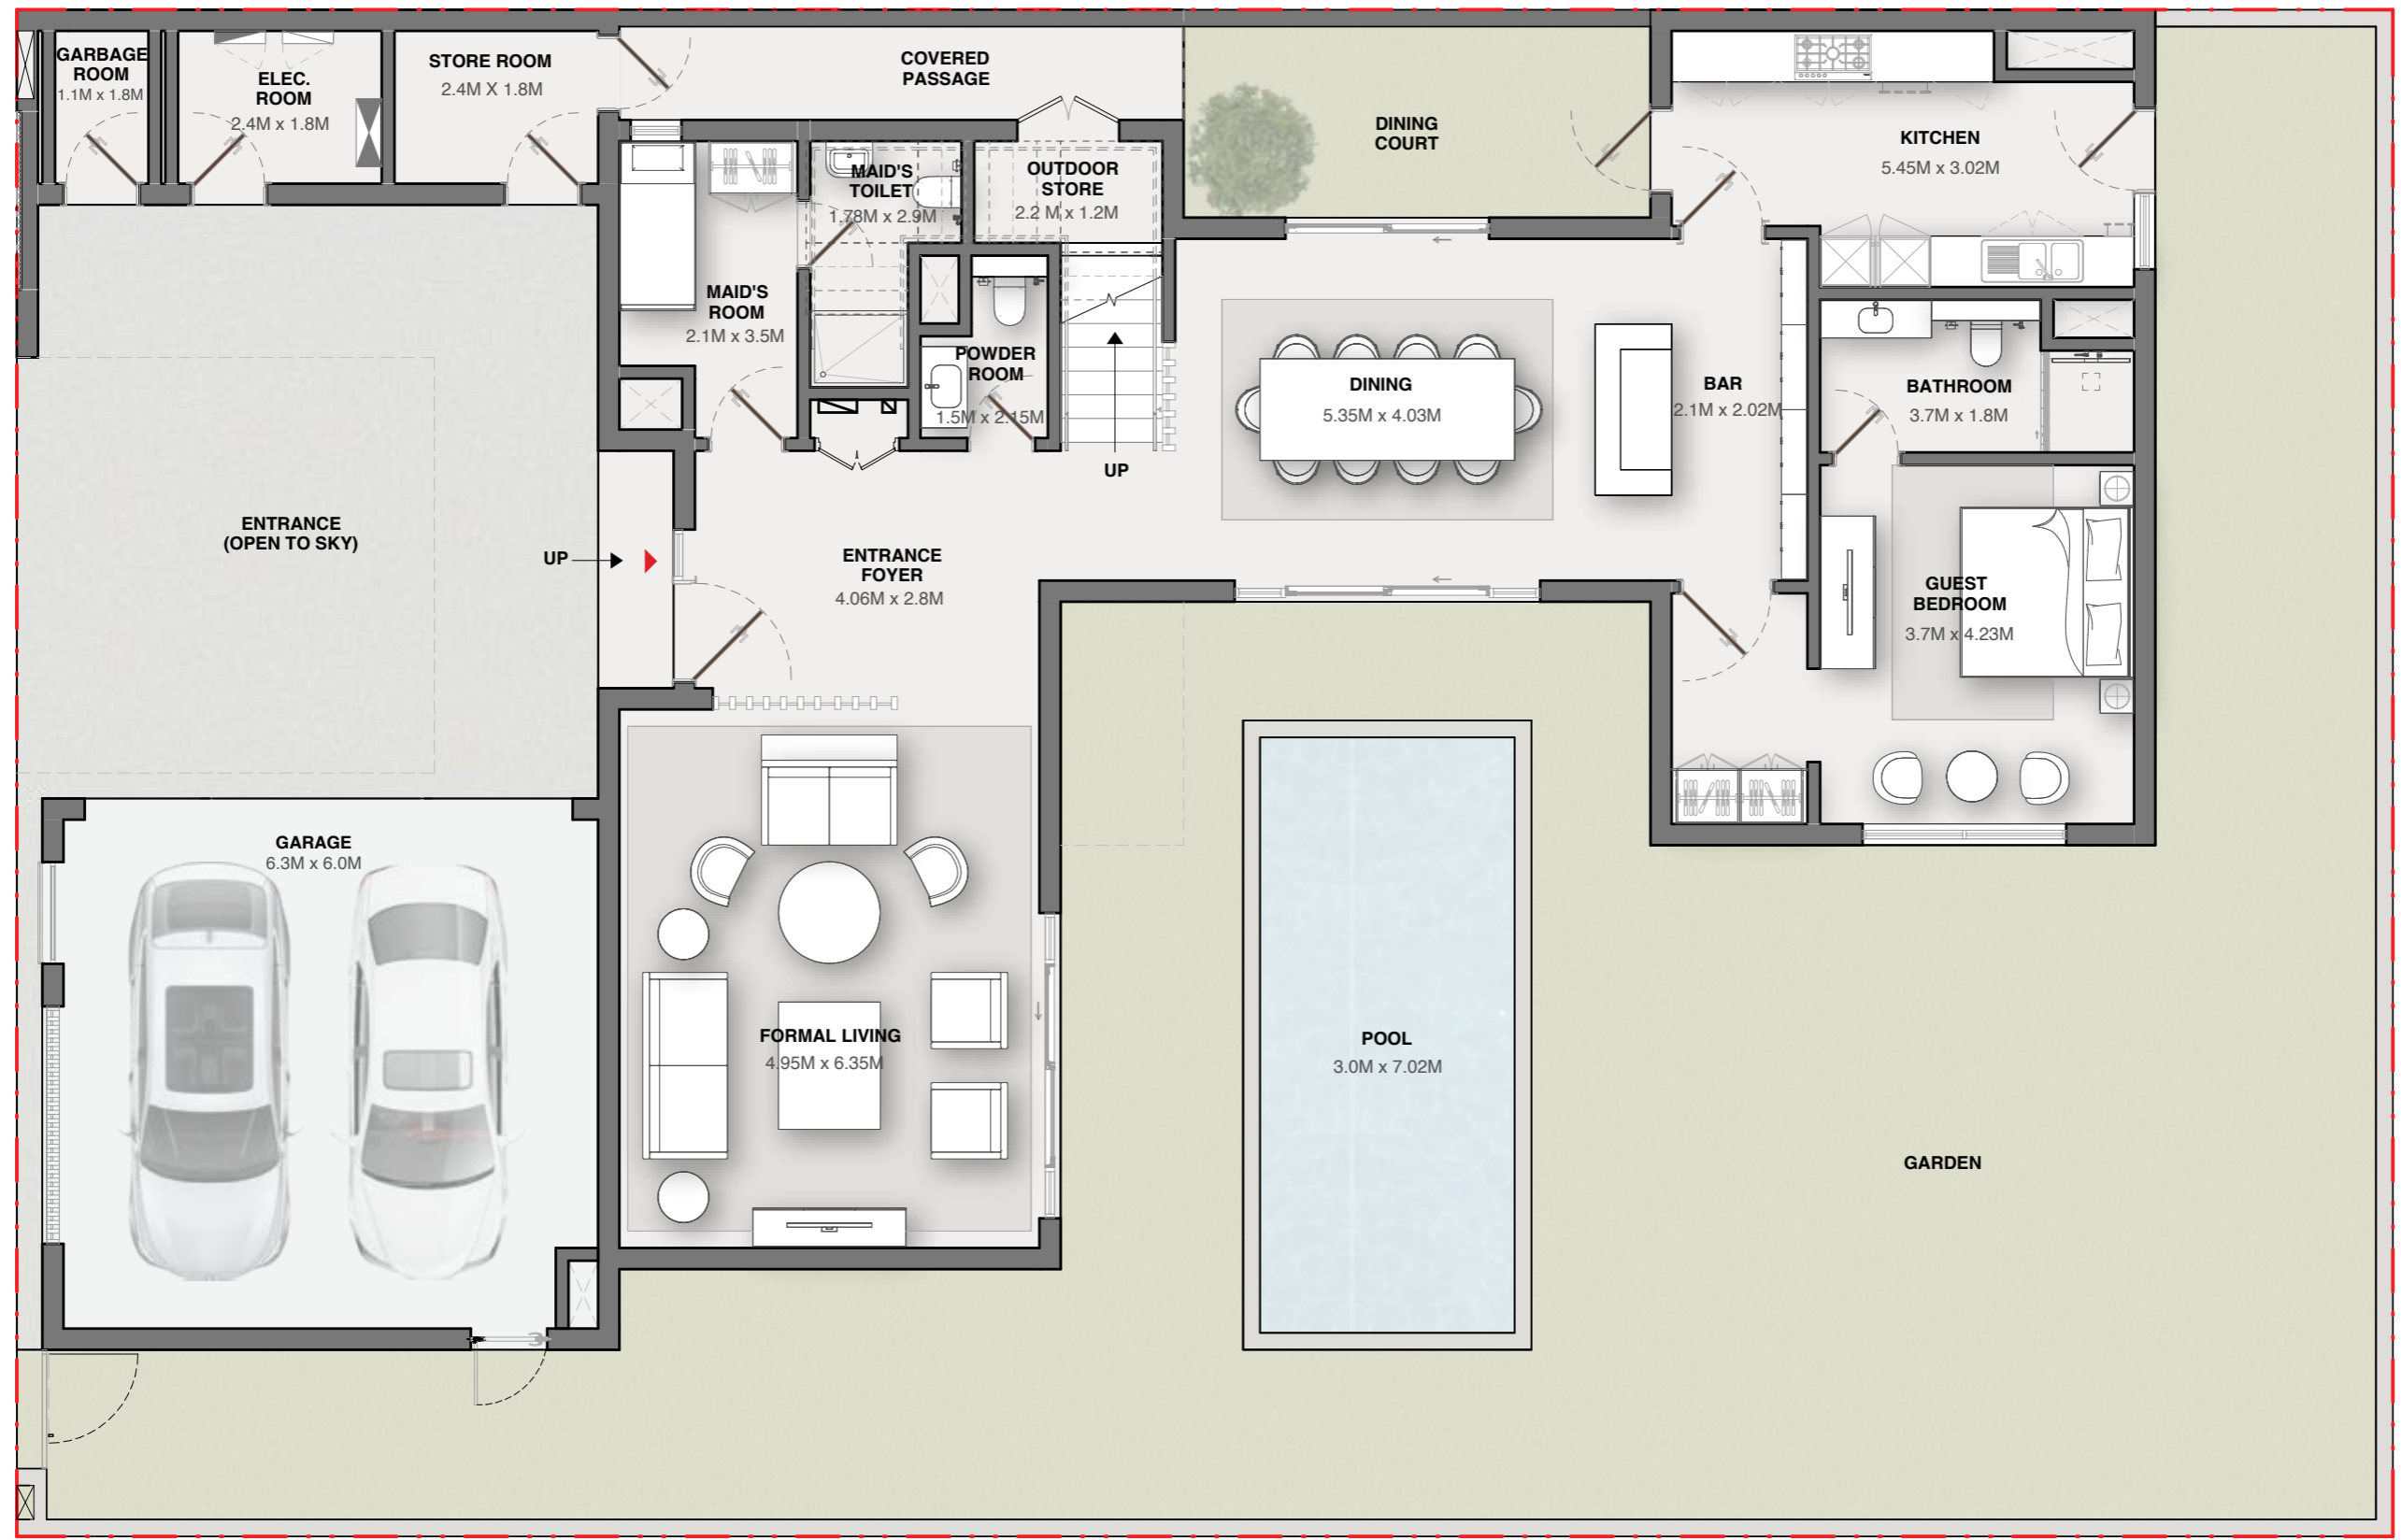 GARBAGE
ROOM
1.1M x 1.8M
ELEC.
ROOM
2.4M x 1.8M
STORE ROOM
2.4M X 1.8M
COVERED
PASSAGE
DINING
COURT
KITCHEN
5.45M x 3.02M
MAID'S
TOILET
1.78M x 2.9M
OUTDOOR
STORE
2.2 M x 1.2M
MAID'S
ROOM
2.1M x 3.5M
POWDER
ROOM
1.5M x 2.15M
UP
DINING
5.35M x 4.03M
BAR
2.1M x 2.02M
BATHROOM
3.7M x 1.8M
ENTRANCE
(OPEN TO SKY)
UP
ENTRANCE
FOYER
4.06M x 2.8M
GUEST
BEDROOM
3.7M x 4.23M
GARAGE
6.3M x 6.0M
FORMAL LIVING
4.95M x 6.35M
POOL
3.0M x 7.02M
GARDEN